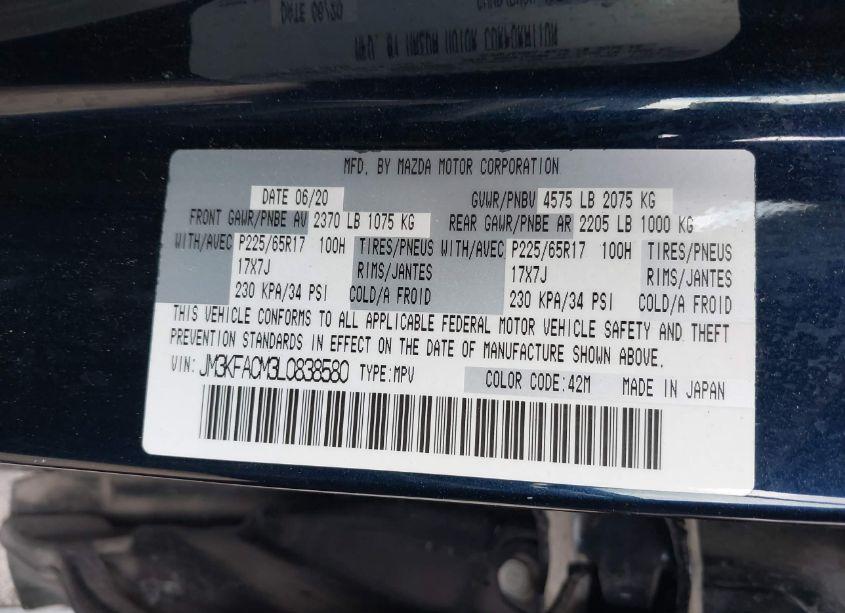 MFD. BY MAZDA MOTOR CORPORATION
DATE 06/20 GVWR/PNBV 4575 LB 2075 KG
FRONT GAWR/PNBE AV 2370 LB 1075 KG REAR GAWR/PNBE AR 2205 LB 1000 KG
WITH/AVEC P225/65R17 100H TIRES/PNEUS WITH/AVEC P225/65R17 100H TIRES/PNEUS
17X7J RIMS/JANTES 17X7J RIMS/JANTES
230 KPA/34 PSI COLD/A FROID 230 KPA/34 PSI COLD/A FROID
THIS VEHICLE CONFORMS TO ALL APPLICABLE FEDERAL MOTOR VEHICLE SAFETY AND THEFT
PREVENTION STANDARDS IN EFFECT ON THE DATE OF MANUFACTURE SHOWN ABOVE.
VIN: JM3KFACM3L0838580 TYPE:MPV COLOR CODE:42M MADE IN JAPAN